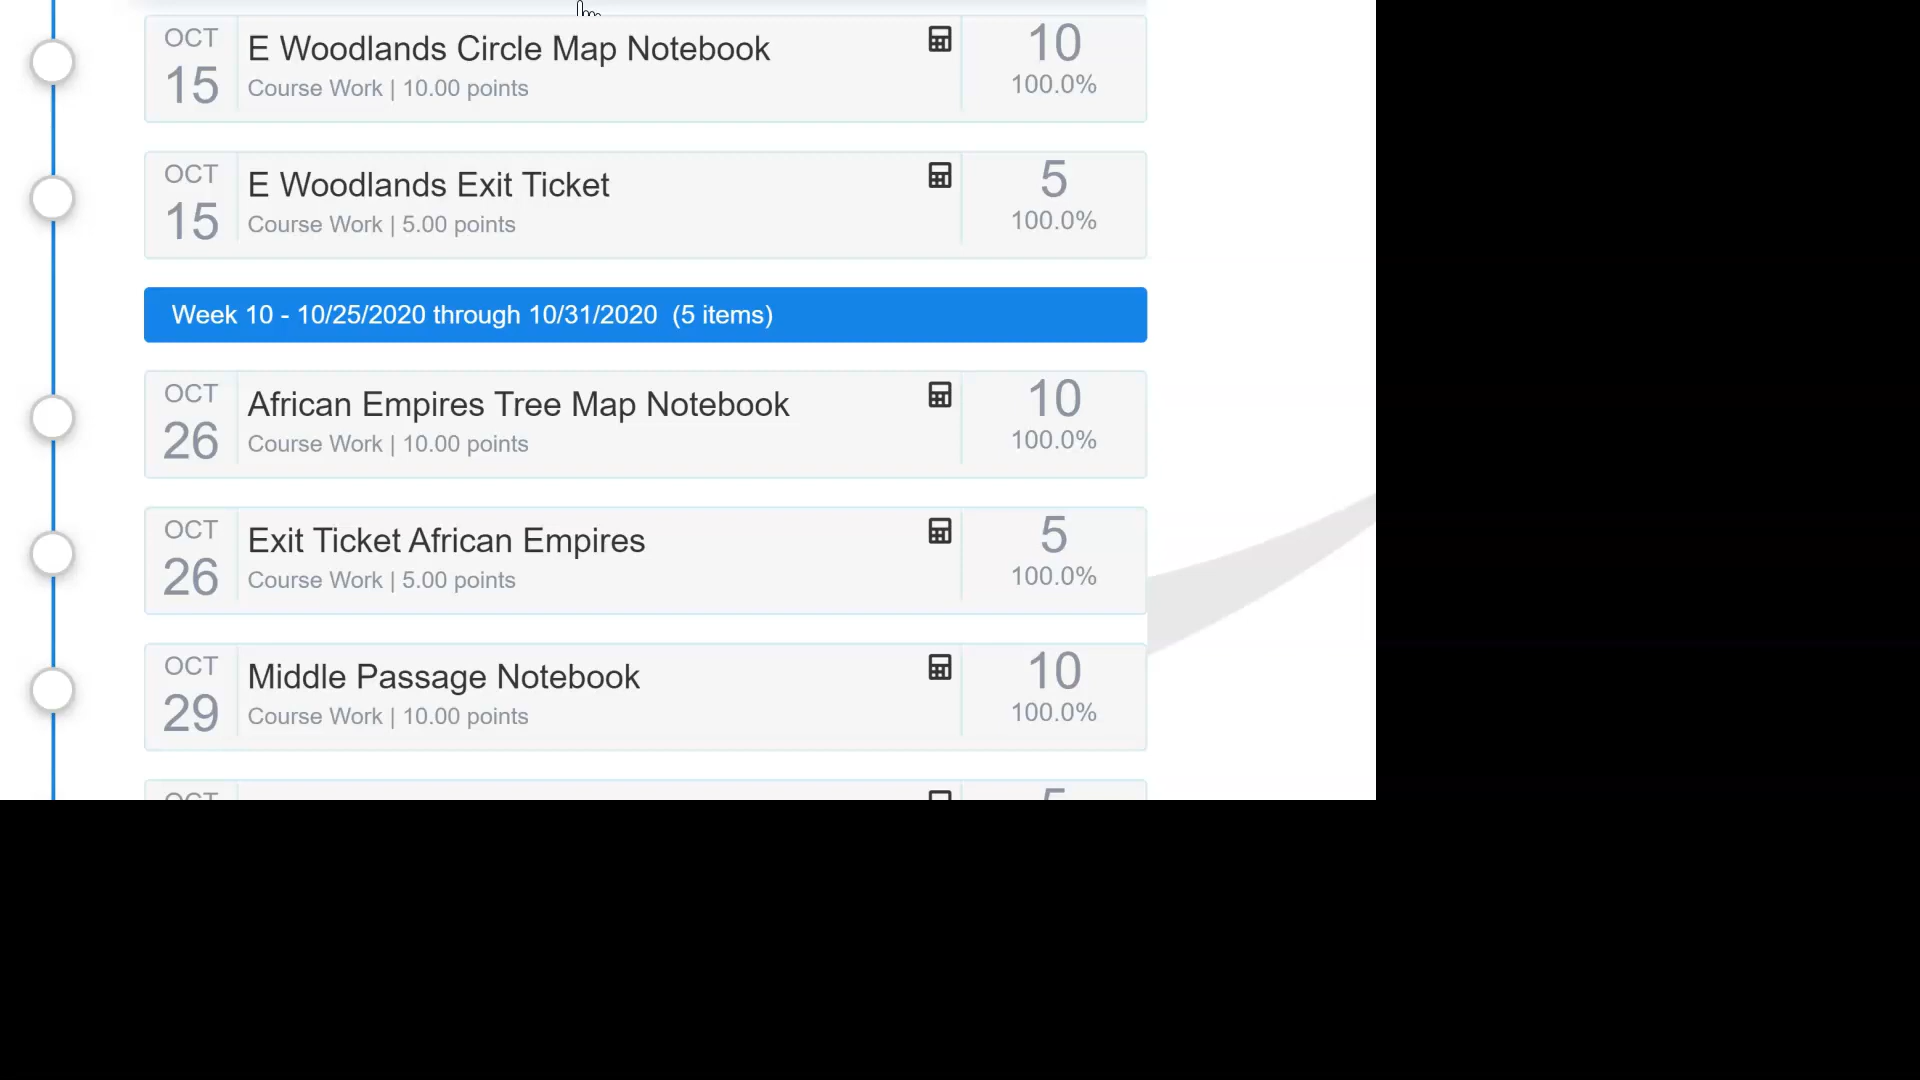 OCT
15
E Woodlands Circle Map Notebook
Course Work | 10.00 points
10
100.0%
OCT
15
E Woodlands Exit Ticket
Course Work | 5.00 points
5
100.0%
Week 10 - 10/25/2020 through 10/31/2020 (5 items)
OCT
26
African Empires Tree Map Notebook
Course Work | 10.00 points
10
100.0%
OCT
26
Exit Ticket African Empires
Course Work | 5.00 points
5
100.0%
OCT
29
Middle Passage Notebook
Course Work | 10.00 points
10
100.0%